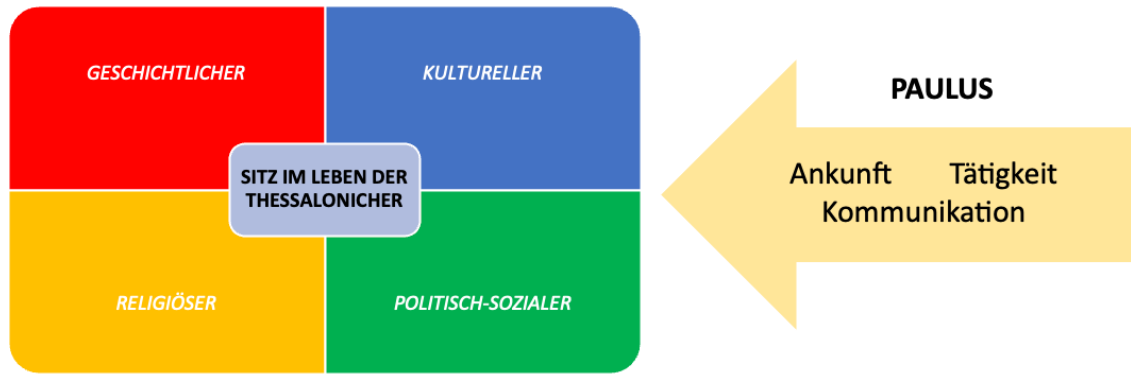 GESCHICHTLICHER
KULTURELLER
SITZ IM LEBEN DER
THESSALONICHER
RELIGIÖSER
POLITISCH-SOZIALER
PAULUS
Ankunft Tätigkeit
Kommunikation